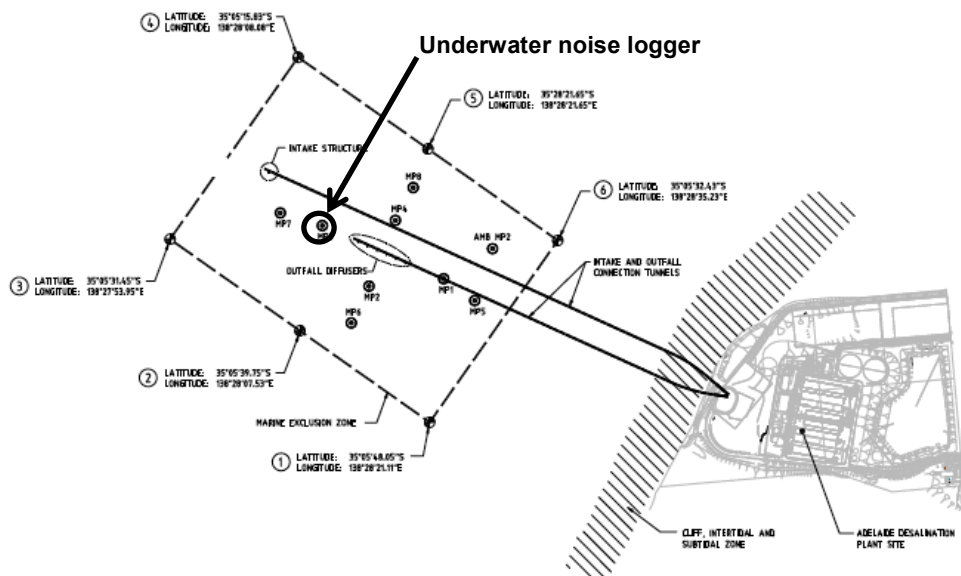 ④ LATITUDE: 35°05'15.83"S
LONGITUDE: 138°28'08.08"E
Underwater noise logger
⑤ LATITUDE: 35°28'21.65"S
LONGITUDE: 138°28'21.65"E
INTAKE STRUCTURE
⑥ LATITUDE: 35°05'32.43"S
LONGITUDE: 138°28'35.23"E
MP8
MP7
MP4
AMB MP2
OUTFALL DIFFUSERS
INTAKE AND OUTFALL
CONNECTION TUNNELS
③ LATITUDE: 35°05'31.45"S
LONGITUDE: 138°27'53.95"E
MP1
MP2
MP5
MP6
② LATITUDE: 35°05'39.75"S
LONGITUDE: 138°28'07.53"E
MARINE EXCLUSION ZONE
① LATITUDE: 35°05'48.05"S
LONGITUDE: 138°28'21.11"E
CLIFF, INTERTIDAL AND
SUBTIDAL ZONE
ADELAIDE DESALINATION
PLANT SITE